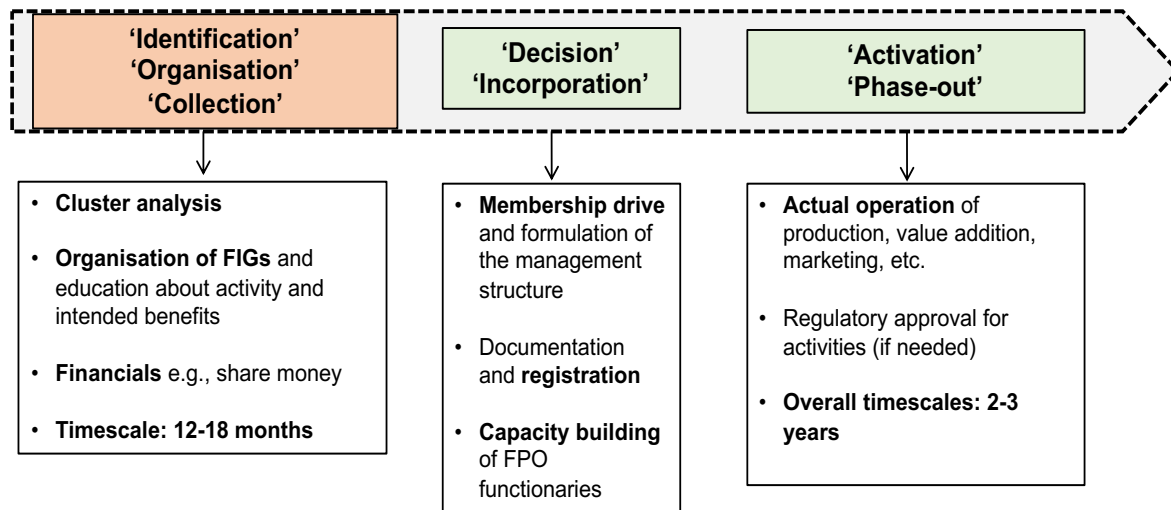 ‘Identification’
‘Organisation’
‘Collection’
‘Decision’
‘Incorporation’
‘Activation’
‘Phase-out’
• Cluster analysis
• Organisation of FIGs and
education about activity and
intended benefits
• Financials e.g., share money
• Timescale: 12-18 months
• Membership drive
and formulation of
the management
structure
• Documentation
and registration
• Capacity building
of FPO
functionaries
• Actual operation of
production, value addition,
marketing, etc.
• Regulatory approval for
activities (if needed)
• Overall timescales: 2-3
years